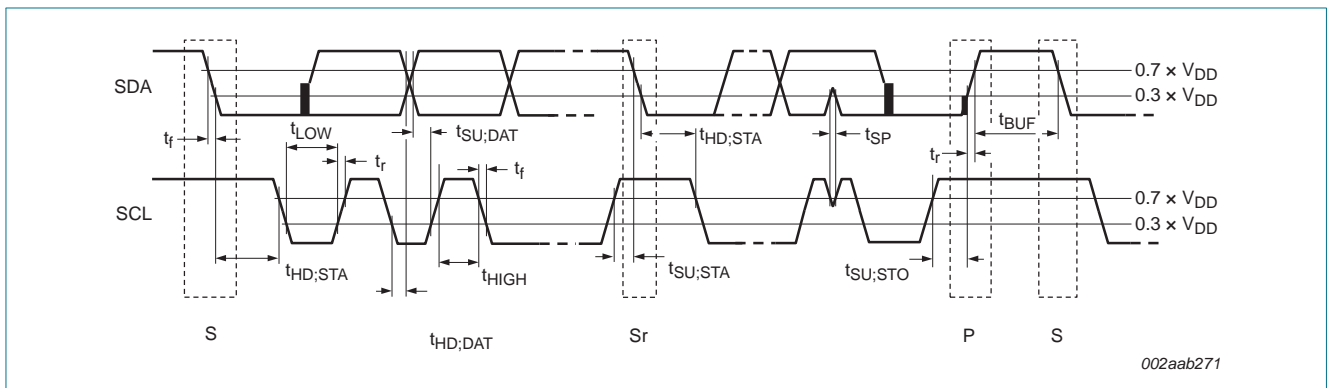 0.7 × VDD
SDA
0.3 × VDD
tf
tLOW
tSU;DAT
tHD;STA
tSP
tBUF
tr
tf
tr
SCL
0.7 × VDD
0.3 × VDD
tHD;STA
tHIGH
tSU;STA
tSU;STO
S
tHD;DAT
Sr
P
S
002aab271